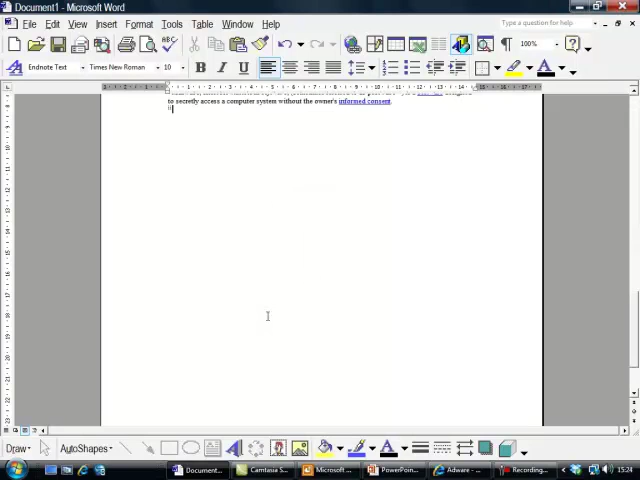 Document1 - Microsoft Word
File Edit View Insert Format Tools Table Window Help
Type a question for help
100%
Endnote Text Times New Roman 10 B I U
to secretly access a computer system without the owner's informed consent.
ii
Draw AutoShapes
Document... Camtasia S... Microsoft ... PowerPoin... Adware - ... Recording... 15:24